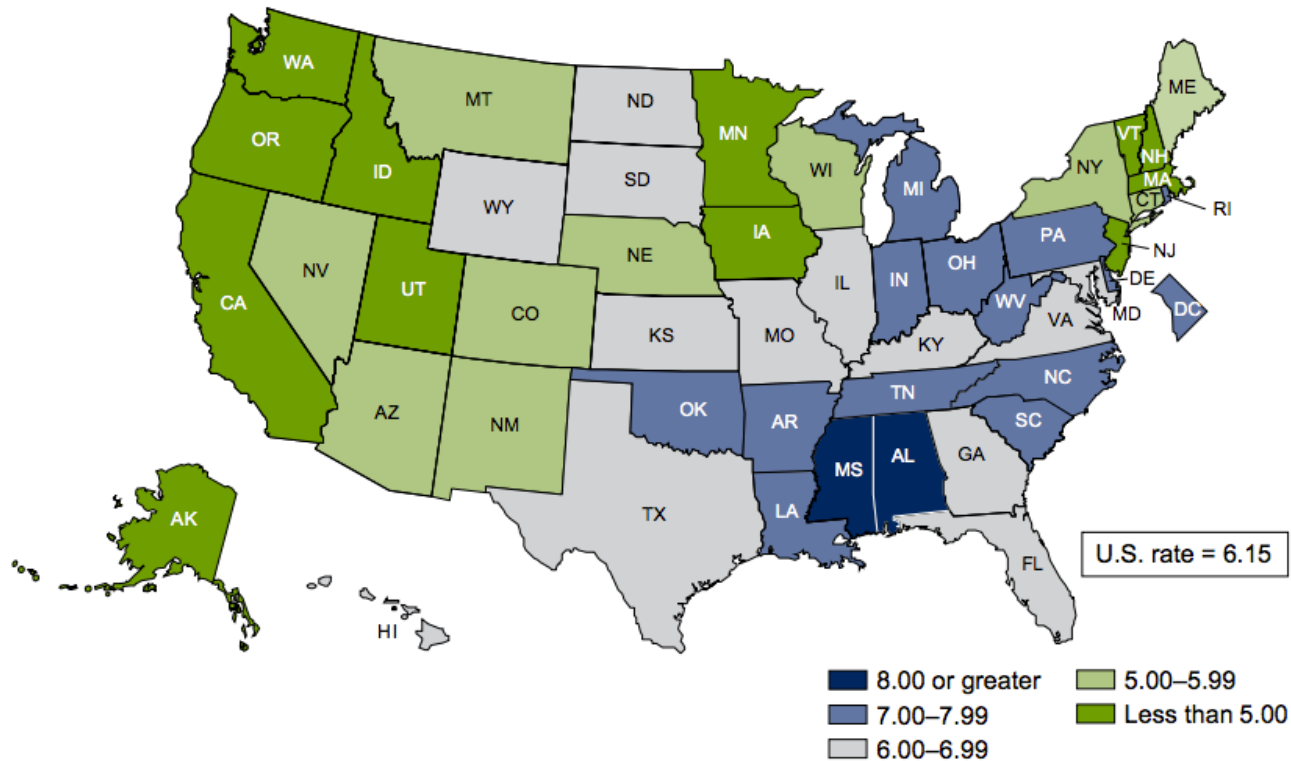 WA
MT
ND
MN
ME
OR
ID
SD
WI
MI
VT
NH
NY
MA
CT
RI
WY
IA
PA
NJ
NE
NV
UT
CO
IL
IN
OH
DE
WV
MD
DC
CA
KS
MO
KY
VA
AZ
NM
OK
AR
TN
NC
SC
MS
AL
GA
TX
LA
AK
HI
FL
U.S. rate = 6.15
8.00 or greater
7.00–7.99
6.00–6.99
5.00–5.99
Less than 5.00